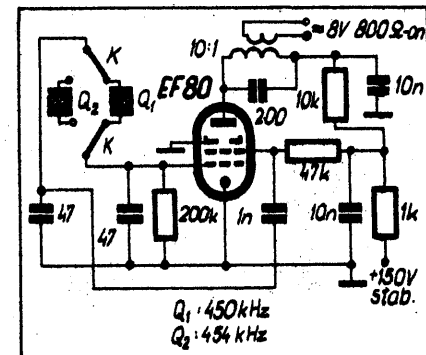 ≈ 8V 800Ω-on
10:1
K
EF80
Q₂
Q₁
200
10k
10n
K
47k
47
47
200k
1n
10n
1k
+150V
stab.
Q₁: 450 kHz
Q₂: 454 kHz